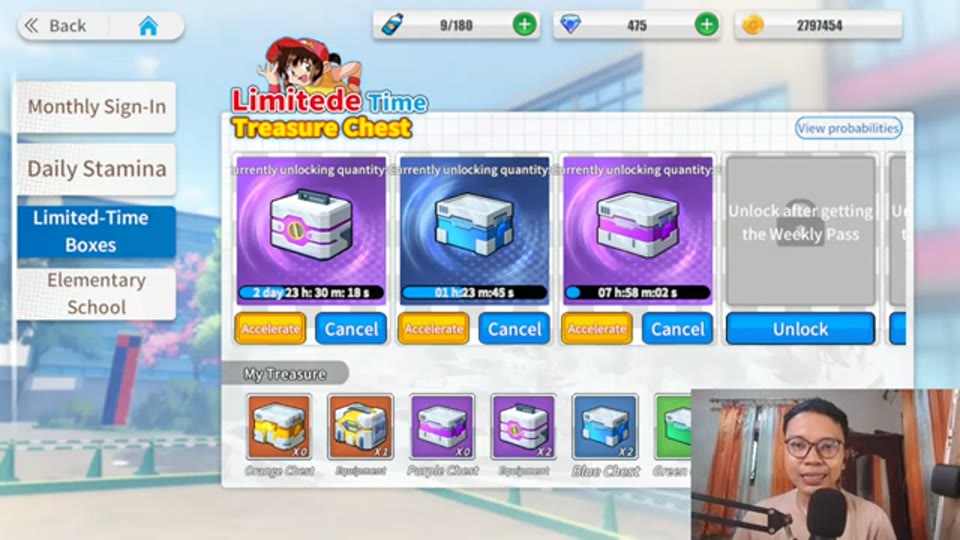 Back
9/180
475
2797454
Monthly Sign-In
Daily Stamina
Limited-Time
Boxes
Elementary
School
Limitede Time
Treasure Chest
View probabilities
urrently unlocking quantity:
urrently unlocking quantity:
urrently unlocking quantity:
2 day 23 h: 30 m: 18 s
01 h:23 m:45 s
07 h:58 m:02 s
Unlock after getting
the Weekly Pass
Accelerate
Cancel
Accelerate
Cancel
Accelerate
Cancel
Unlock
My Treasure
X0
X1
X0
X2
X2
Orange Chest
Equipment
Purple Chest
Equipment
Blue Chest
Green